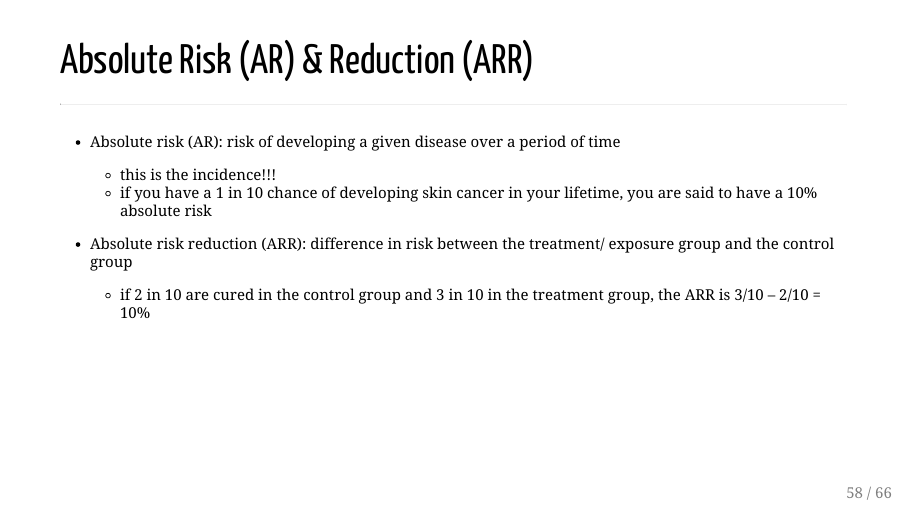 Absolute Risk (AR) & Reduction (ARR)
• Absolute risk (AR): risk of developing a given disease over a period of time
◦ this is the incidence!!!
◦ if you have a 1 in 10 chance of developing skin cancer in your lifetime, you are said to have a 10%
absolute risk
• Absolute risk reduction (ARR): difference in risk between the treatment/ exposure group and the control
group
◦ if 2 in 10 are cured in the control group and 3 in 10 in the treatment group, the ARR is 3/10 – 2/10 =
10%
58 / 66